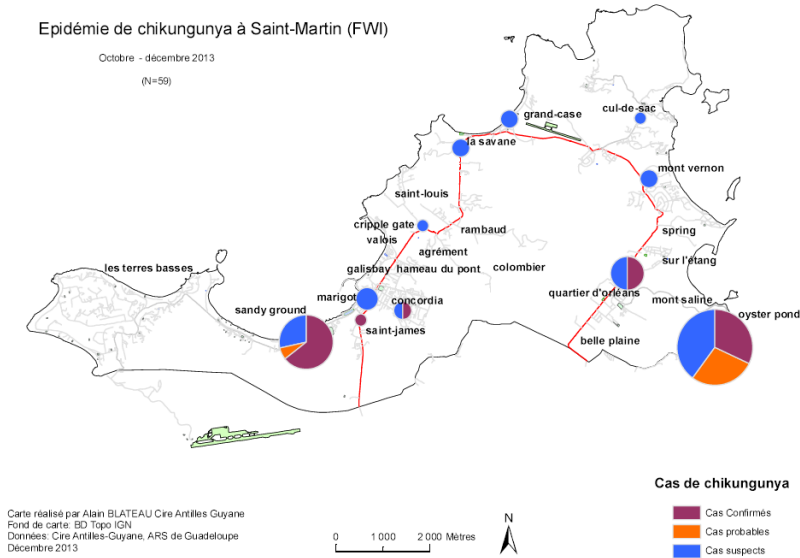 Epidémie de chikungunya à Saint-Martin (FWI)
Octobre - décembre 2013
(N=59)
grand-case
cul-de-sac
la savane
mont vernon
saint-louis
cripple gate
rambaud
spring
valois
agrément
sur l'étang
les terres basses
galisbay
hameau du pont
colombier
marigot
concordia
quartier d'orléans
mont saline
sandy ground
oyster pond
saint-james
belle plaine
Cas de chikungunya
Cas Confirmés
Cas probables
Cas suspects
Carte réalisé par Alain BLATEAU Cire Antilles Guyane
Fond de carte: BD Topo IGN
Données: Cire Antilles-Guyane, ARS de Guadeloupe
Décembre 2013
0 1 000 2 000 Mètres
N